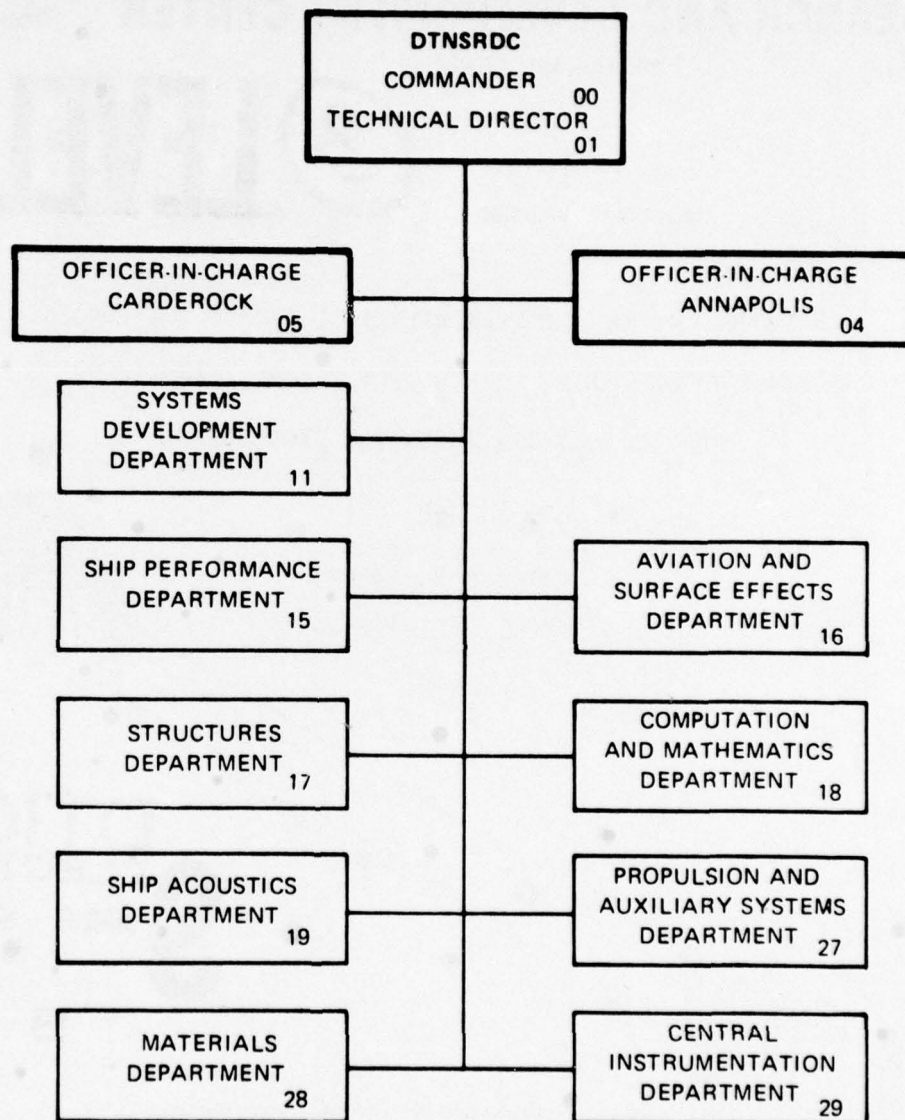 DTNSRDC
COMMANDER
00
TECHNICAL DIRECTOR
01
OFFICER-IN-CHARGE
CARDEROCK
05
OFFICER-IN-CHARGE
ANNAPOLIS
04
SYSTEMS
DEVELOPMENT
DEPARTMENT
11
SHIP PERFORMANCE
DEPARTMENT
15
AVIATION AND
SURFACE EFFECTS
DEPARTMENT
16
STRUCTURES
DEPARTMENT
17
COMPUTATION
AND MATHEMATICS
DEPARTMENT
18
SHIP ACOUSTICS
DEPARTMENT
19
PROPULSION AND
AUXILIARY SYSTEMS
DEPARTMENT
27
MATERIALS
DEPARTMENT
28
CENTRAL
INSTRUMENTATION
DEPARTMENT
29